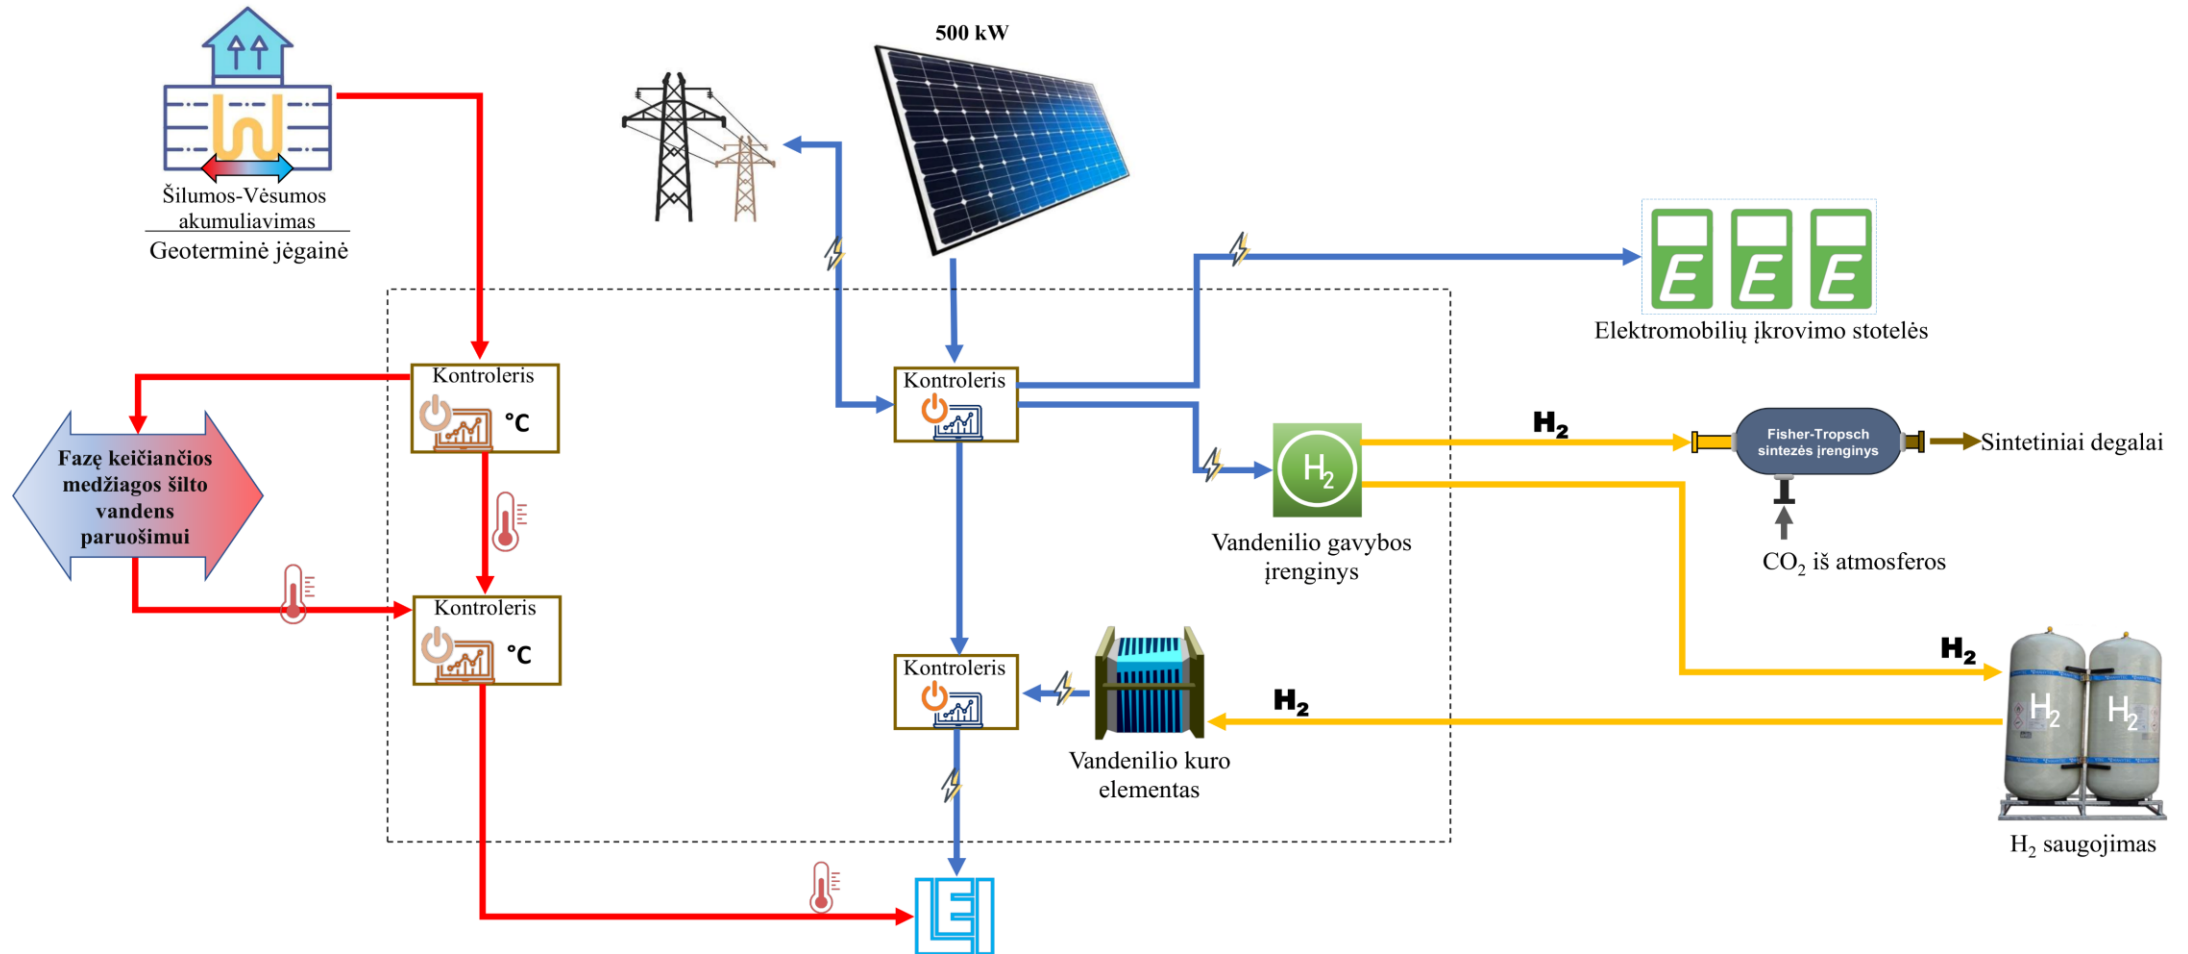 500 kW
Šilumos-Vėsumos
akumuliavimas
Geoterminė jėgainė
E E E
Elektromobilių įkrovimo stotelės
Kontroleris
°C
Kontroleris
Fazę keičiančios
medžiagos šilto
vandens
paruošimui
H₂
H₂
Vandenilio gavybos
įrenginys
Fisher-Tropsch
sintezės įrenginys
Sintetiniai degalai
CO₂ iš atmosferos
Kontroleris
°C
Kontroleris
Vandenilio kuro
elementas
H₂
H₂
H₂ H₂
H₂ saugojimas
LEI